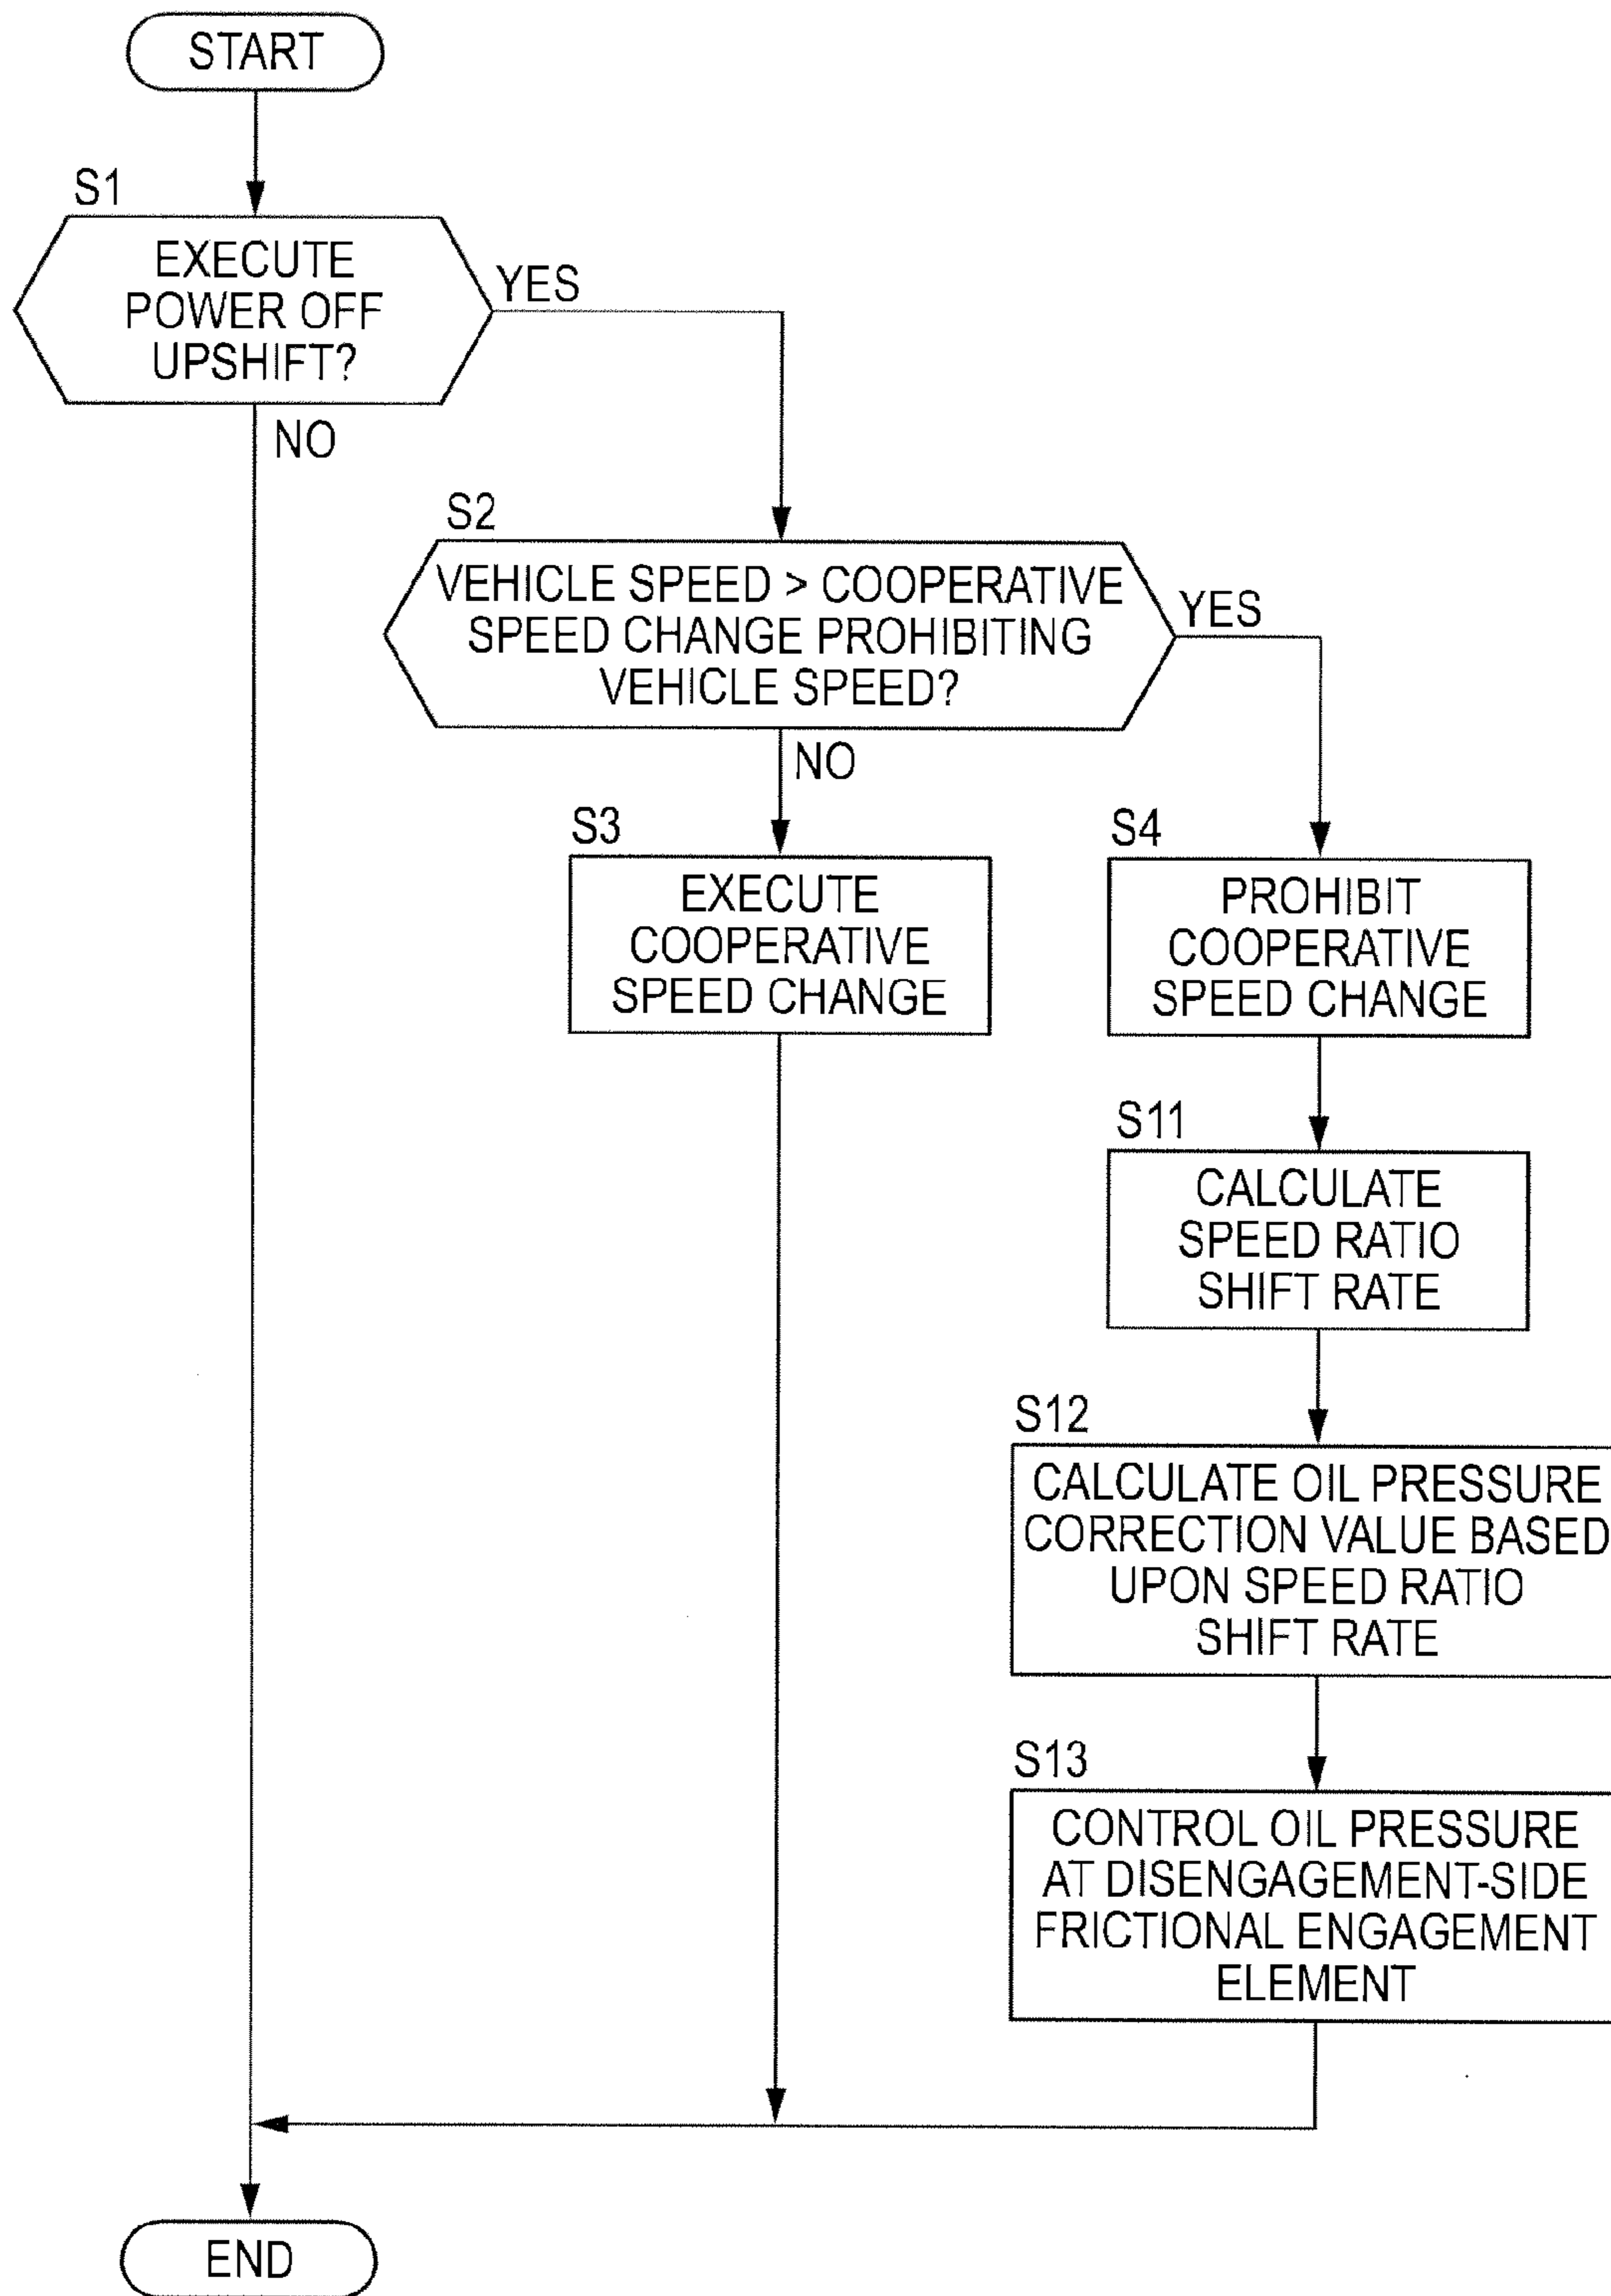 START
S1
EXECUTE
POWER OFF
UPSHIFT?
YES
NO
S2
VEHICLE SPEED > COOPERATIVE
SPEED CHANGE PROHIBITING
VEHICLE SPEED?
YES
NO
S3
EXECUTE
COOPERATIVE
SPEED CHANGE
S4
PROHIBIT
COOPERATIVE
SPEED CHANGE
S11
CALCULATE
SPEED RATIO
SHIFT RATE
S12
CALCULATE OIL PRESSURE
CORRECTION VALUE BASED
UPON SPEED RATIO
SHIFT RATE
S13
CONTROL OIL PRESSURE
AT DISENGAGEMENT-SIDE
FRICTIONAL ENGAGEMENT
ELEMENT
END